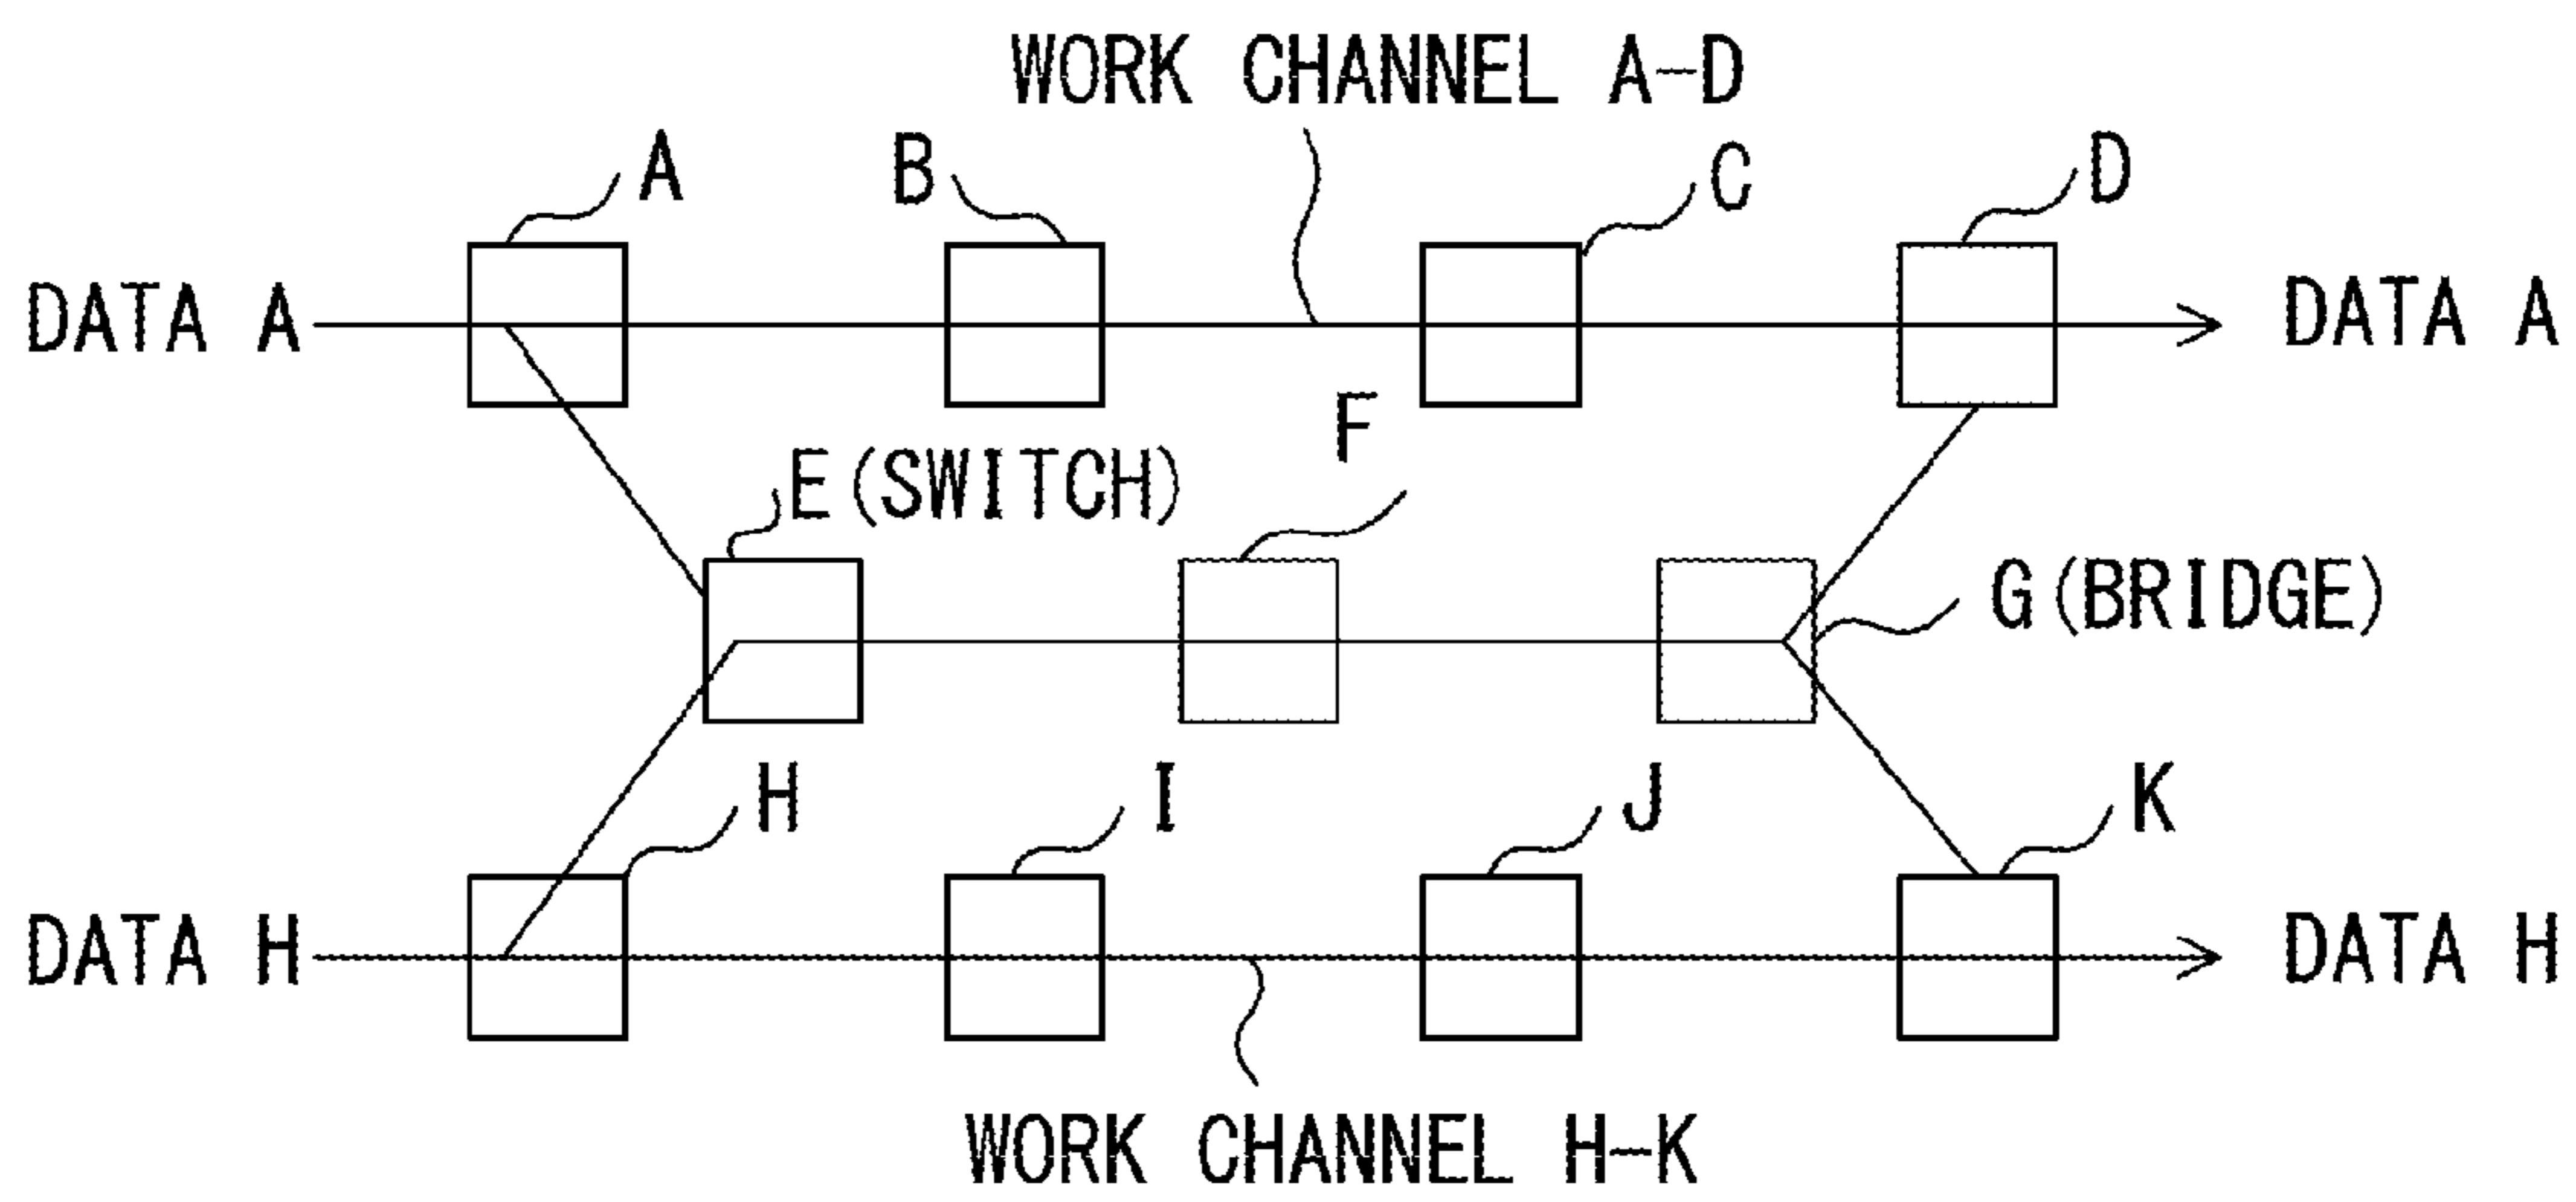 WORK CHANNEL A-D
A
B
C
D
DATA A
DATA A
F
E(SWITCH)
G(BRIDGE)
H
I
J
K
DATA H
DATA H
WORK CHANNEL H-K